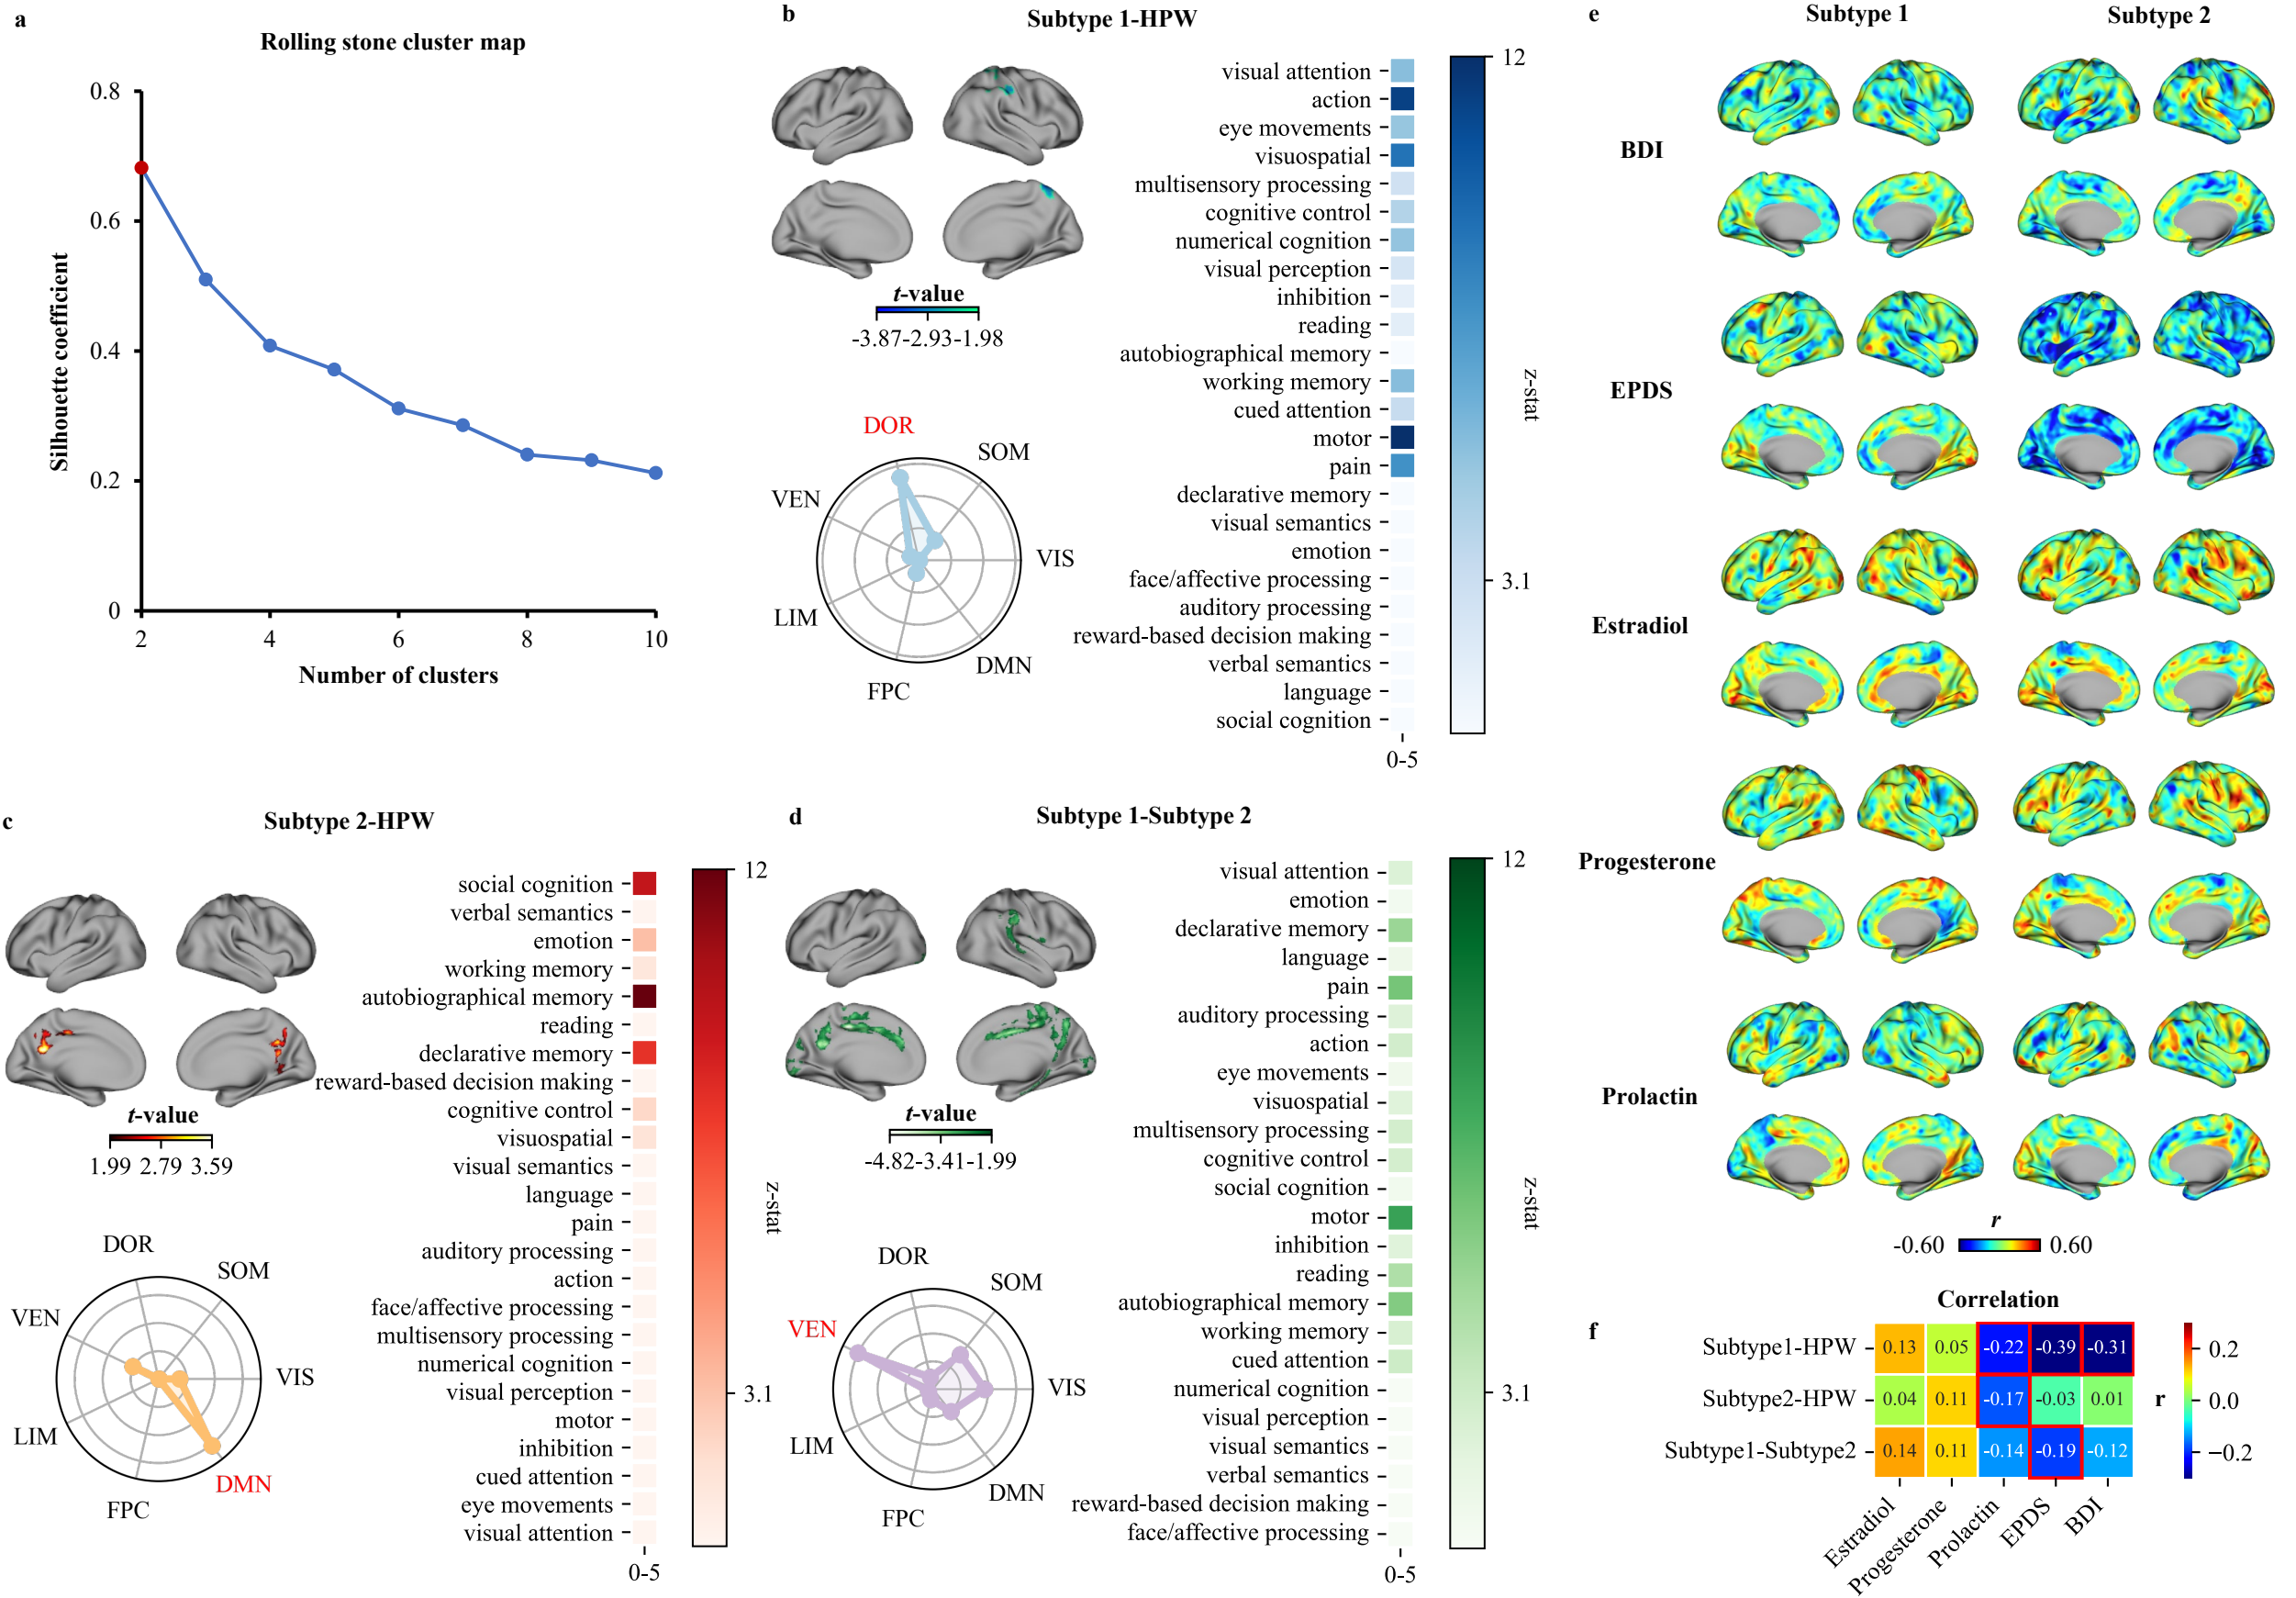 a
Rolling stone cluster map
0.8
0.6
0.4
0.2
0
2
4
6
8
10
Silhouette coefficient
Number of clusters
b
Subtype 1-HPW
t-value
-3.87-2.93-1.98
DOR
SOM
VEN
VIS
LIM
DMN
FPC
visual attention
action
eye movements
visuospatial
multisensory processing
cognitive control
numerical cognition
visual perception
inhibition
reading
autobiographical memory
working memory
cued attention
motor
pain
declarative memory
visual semantics
emotion
face/affective processing
auditory processing
reward-based decision making
verbal semantics
language
social cognition
0-5
12
3.1
z-stat
c
Subtype 2-HPW
t-value
1.99 2.79 3.59
DOR
SOM
VEN
VIS
LIM
DMN
FPC
social cognition
verbal semantics
emotion
working memory
autobiographical memory
reading
declarative memory
reward-based decision making
cognitive control
visuospatial
visual semantics
language
pain
auditory processing
action
face/affective processing
multisensory processing
numerical cognition
visual perception
motor
inhibition
cued attention
eye movements
visual attention
0-5
12
3.1
z-stat
d
Subtype 1-Subtype 2
t-value
-4.82-3.41-1.99
DOR
SOM
VEN
VIS
LIM
DMN
FPC
visual attention
emotion
declarative memory
language
pain
auditory processing
action
eye movements
visuospatial
multisensory processing
cognitive control
social cognition
motor
inhibition
reading
autobiographical memory
working memory
cued attention
numerical cognition
visual perception
visual semantics
verbal semantics
reward-based decision making
face/affective processing
0-5
12
3.1
z-stat
e
Subtype 1
Subtype 2
BDI
EPDS
Estradiol
Progesterone
Prolactin
r
-0.60
0.60
f
Correlation
Subtype1-HPW
0.13
0.05
-0.22
-0.39
-0.31
Subtype2-HPW
0.04
0.11
-0.17
-0.03
0.01
Subtype1-Subtype2
0.14
0.11
-0.14
-0.19
-0.12
Estradiol
Progesterone
Prolactin
EPDS
BDI
0.2
0.0
−0.2
r